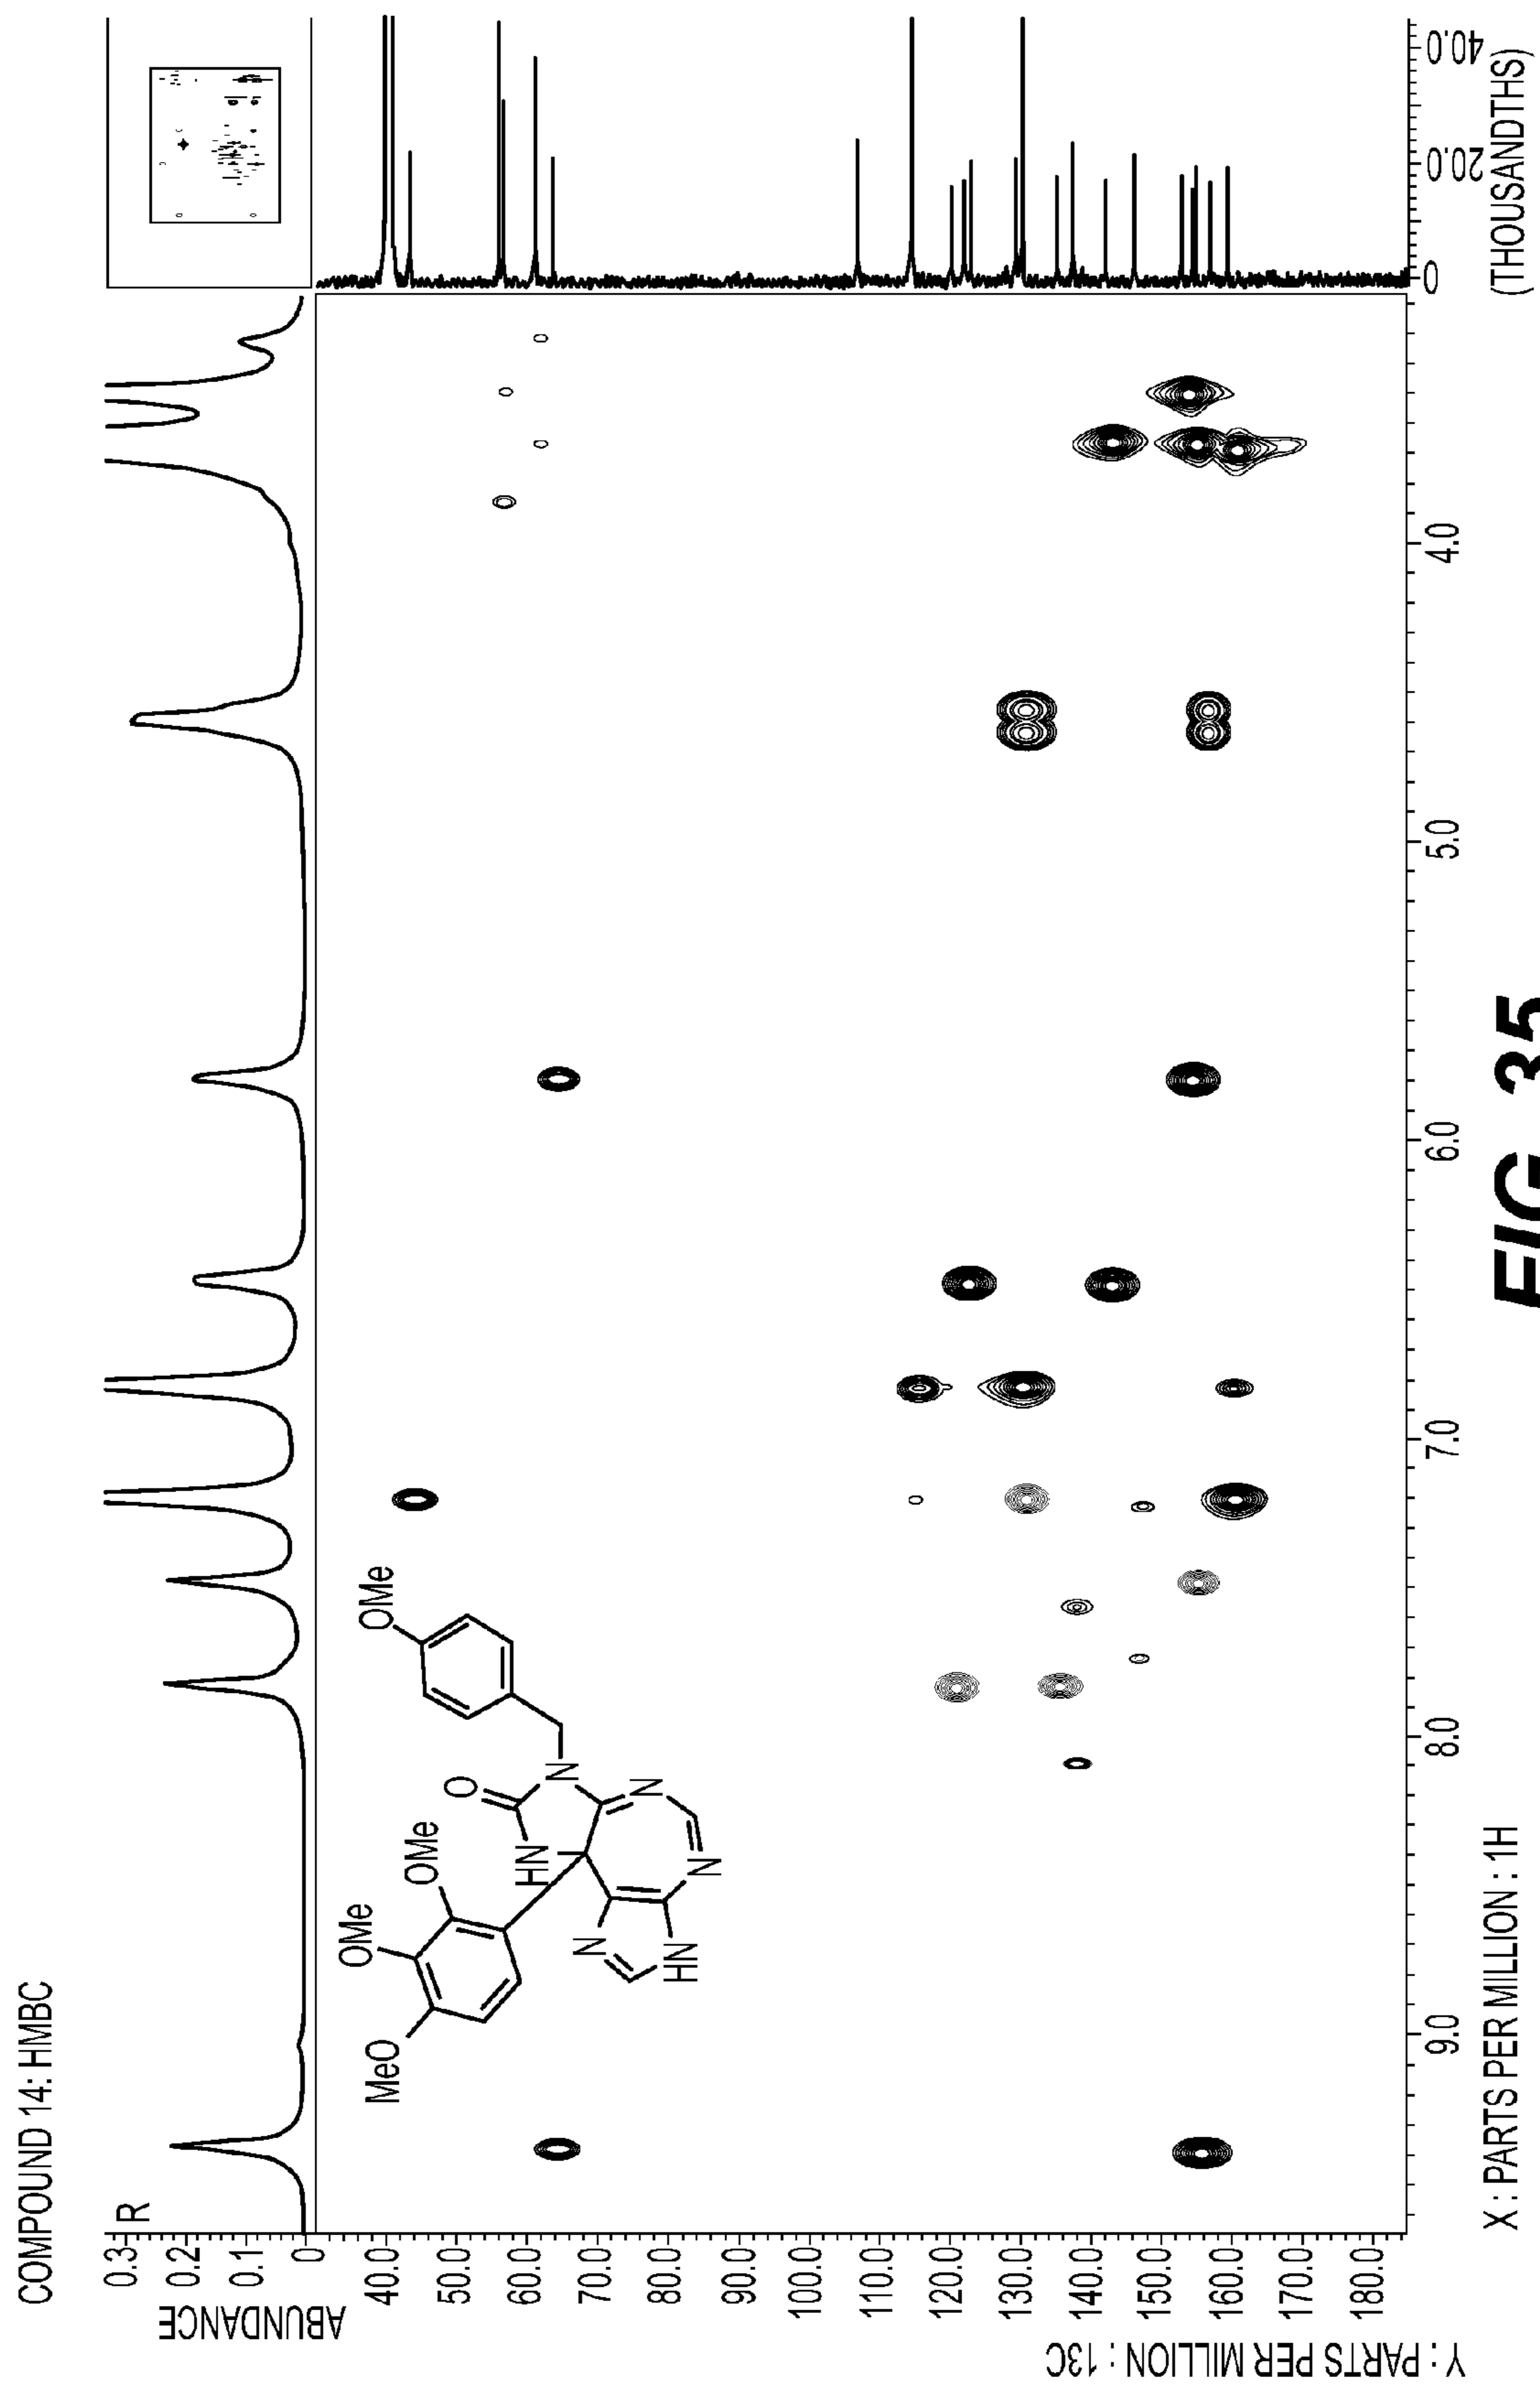 COMPOUND 14: HMBC
ABUNDANCE
0.3
0.2
0.1
0
R
40.0
50.0
60.0
70.0
80.0
90.0
100.0
110.0
120.0
130.0
140.0
150.0
160.0
170.0
180.0
Y : PARTS PER MILLION : 13C
MeO
OMe
OMe
O
OMe
HN
N
N
N
N
HN
9.0
8.0
7.0
6.0
5.0
4.0
X : PARTS PER MILLION : 1H
0
20.0
40.0
(THOUSANDTHS)
FIG. 35